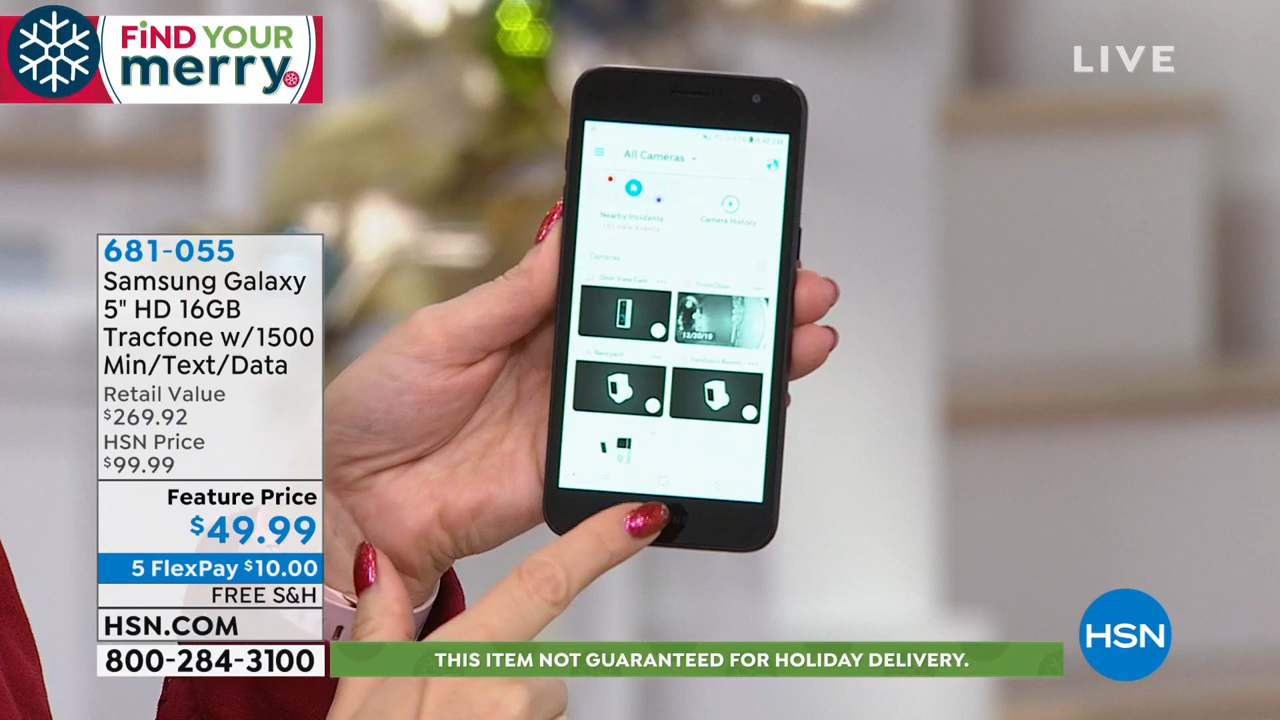 FiND YOUR
merry
LIVE
681-055
Samsung Galaxy
5" HD 16GB
Tracfone w/1500
Min/Text/Data
Retail Value
$269.92
HSN Price
$99.99
Feature Price
$49.99
5 FlexPay $10.00
FREE S&H
HSN.COM
800-284-3100
THIS ITEM NOT GUARANTEED FOR HOLIDAY DELIVERY.
HSN
All Cameras
Nearby Incidents
Camera History
Cameras
12/20/19